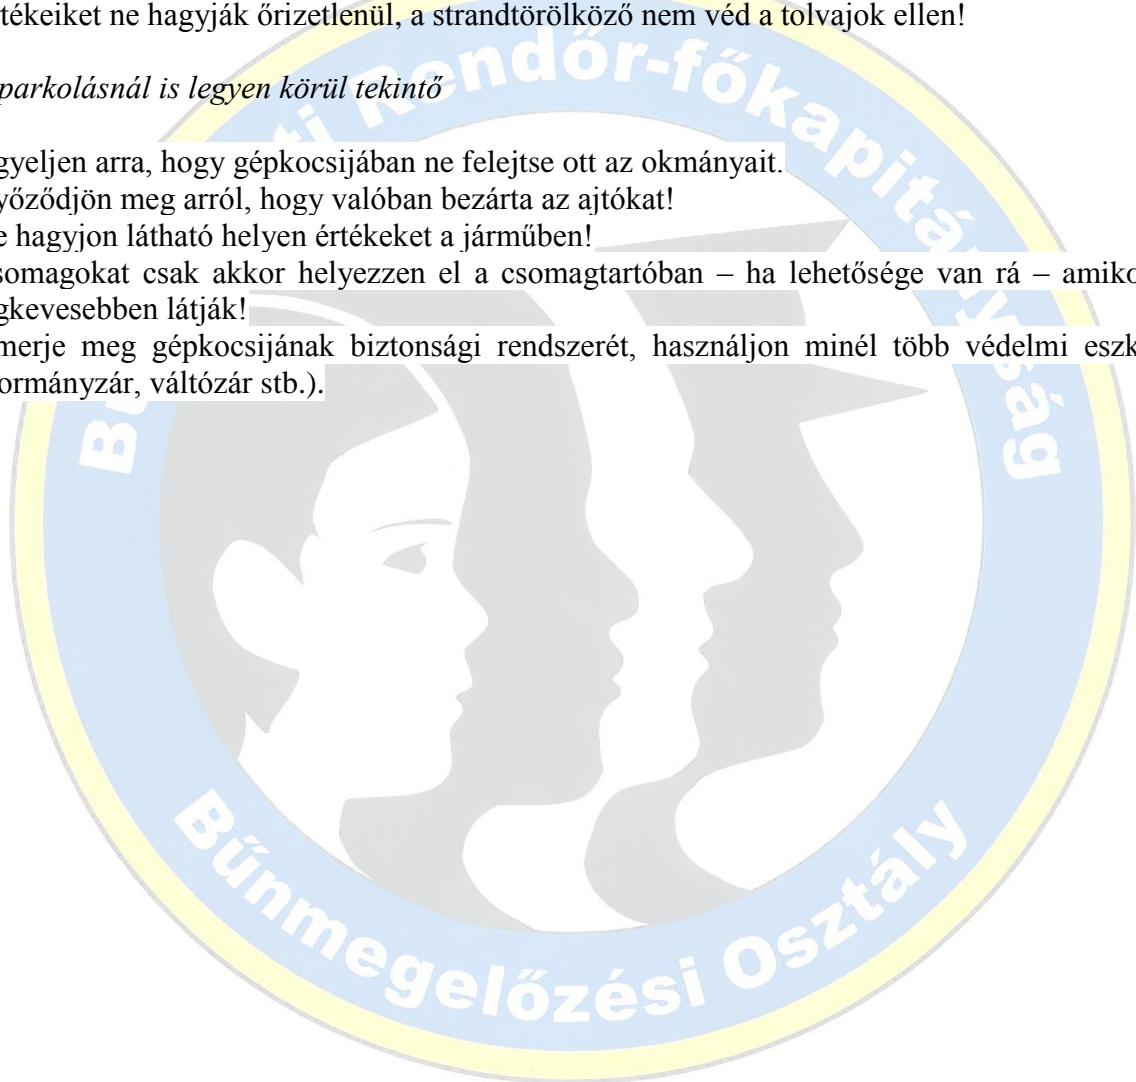 tékeiket ne hagyják őrizetlenül, a strandtörölköző nem véd a tolvajok ellen!
parkolásnál is legyen körül tekintő
gyeljen arra, hogy gépkocsijában ne felejtse ott az okmányait.
yőződjön meg arról, hogy valóban bezárta az ajtókat!
e hagyjon látható helyen értékeket a járműben!
somagokat csak akkor helyezzen el a csomagtartóban – ha lehetősége van rá – amiko
gkevesebben látják!
merje meg gépkocsijának biztonsági rendszerét, használjon minél több védelmi eszk
ormányzár, váltózár stb.).
ti Rendőr-főkapitányság
Bűnmegelőzési Osztály